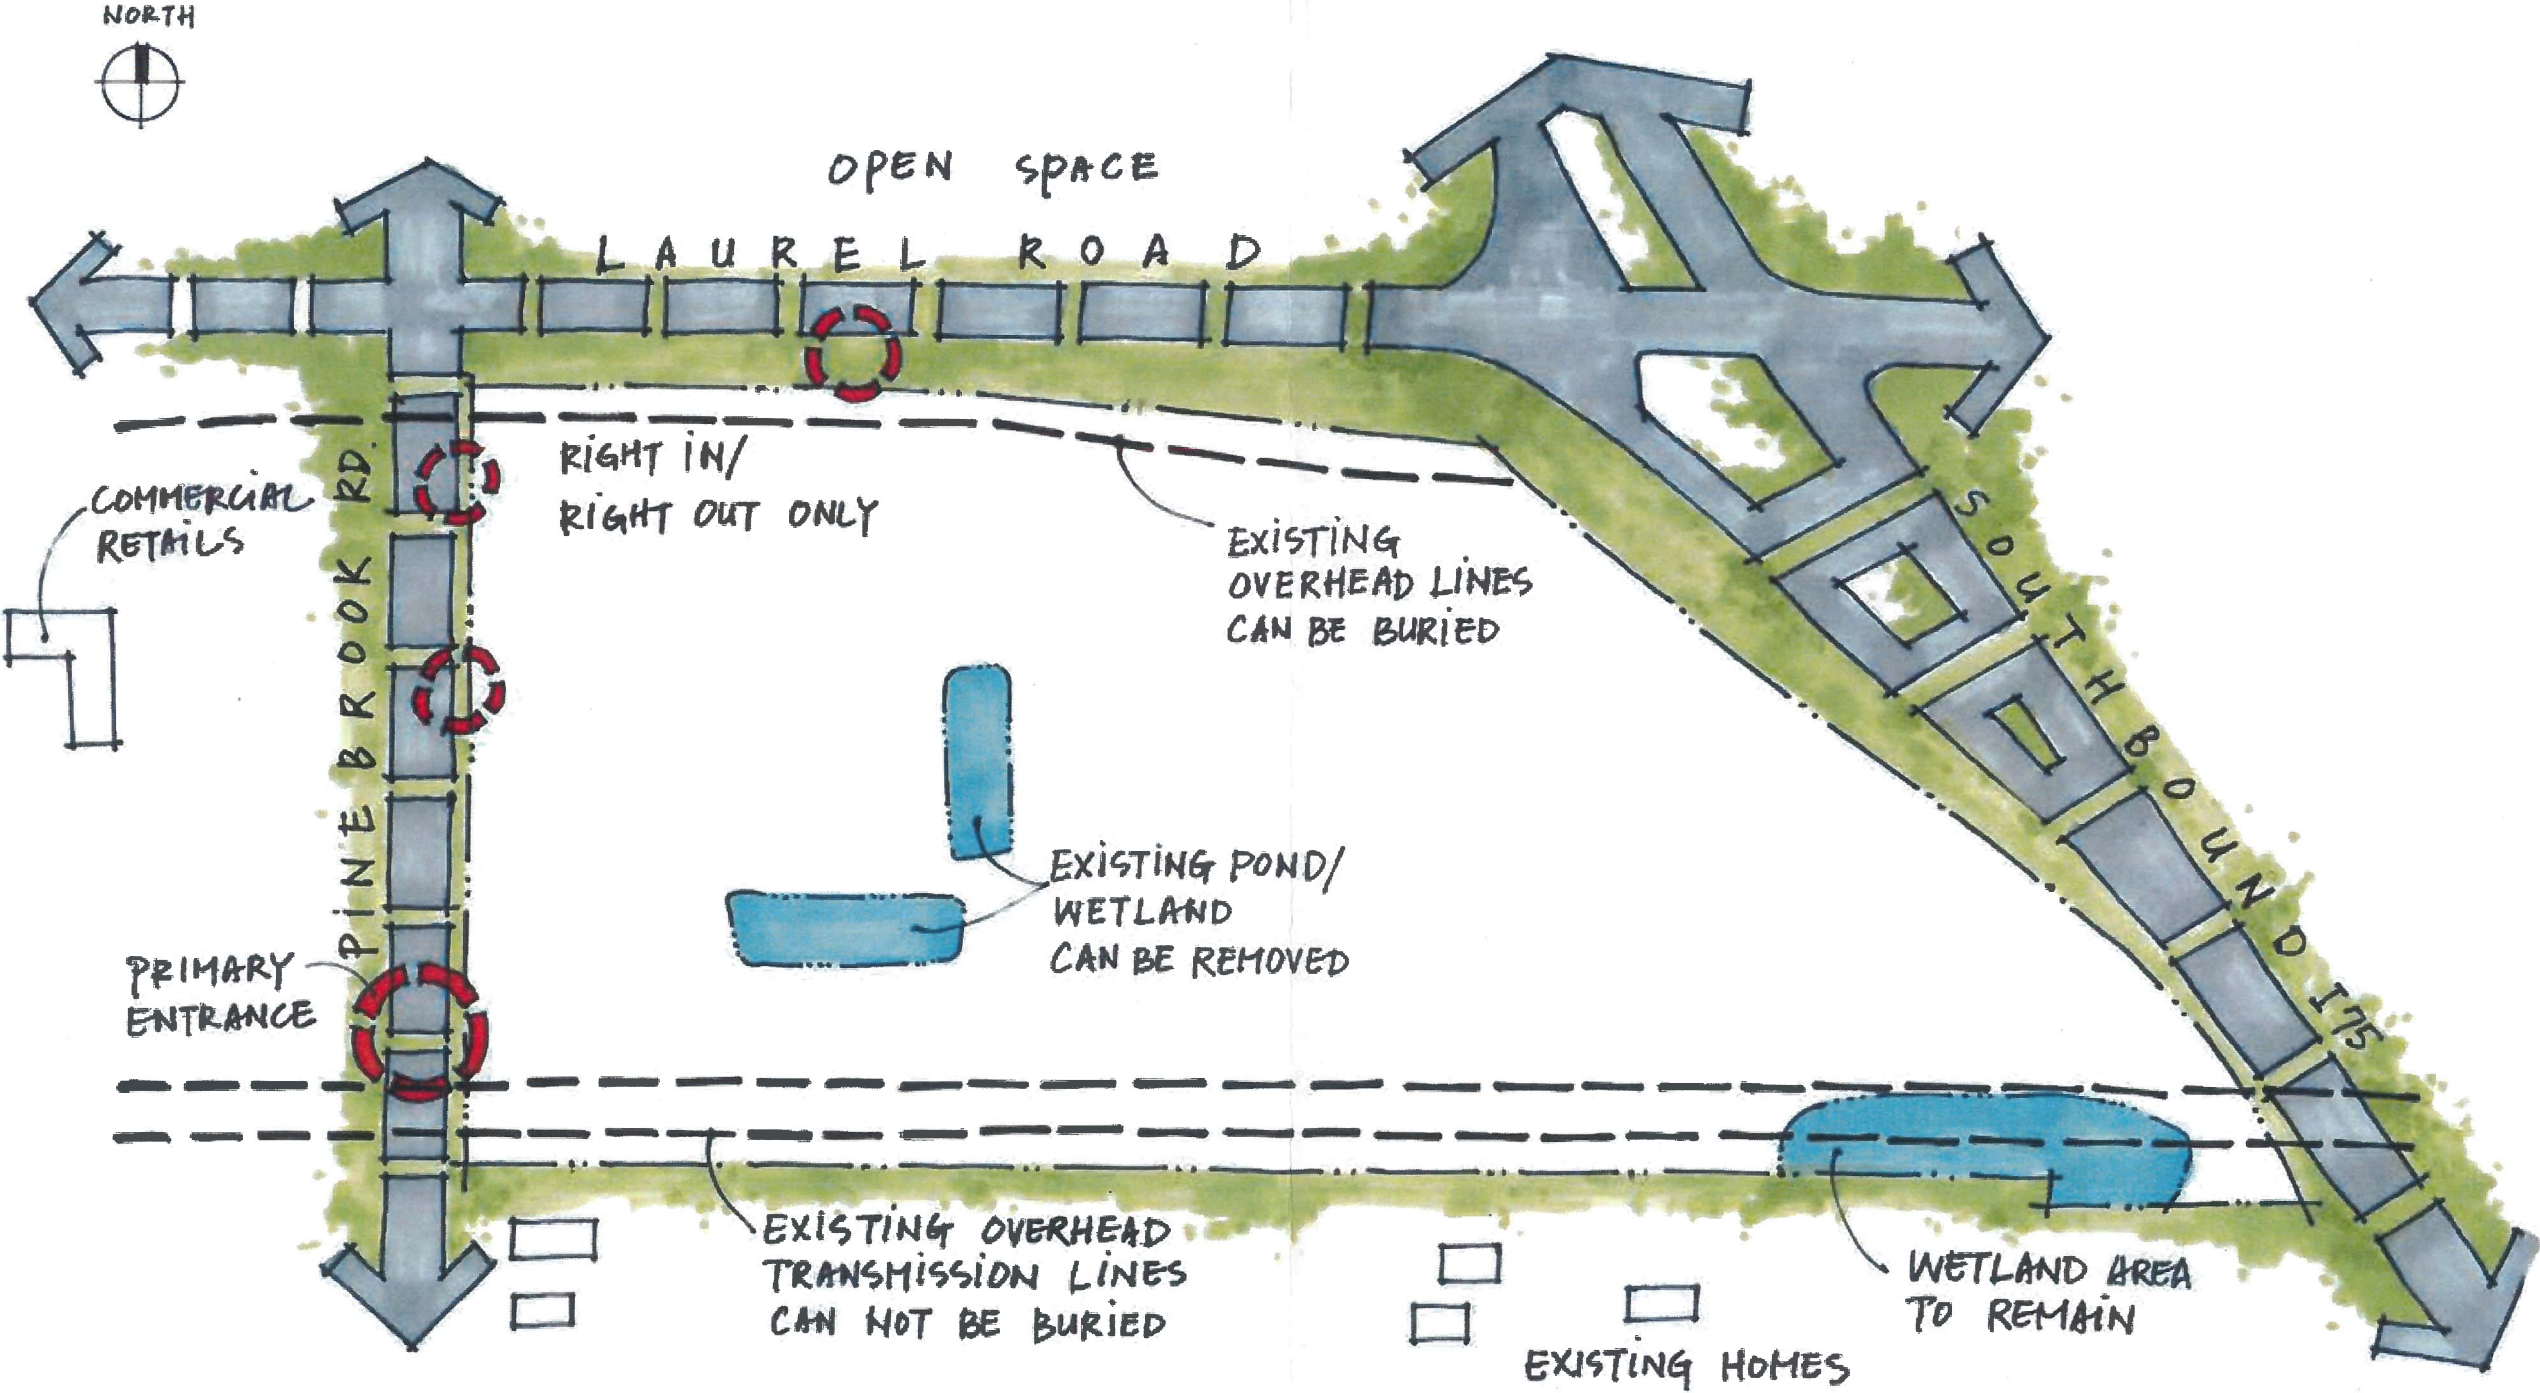 NORTH
OPEN SPACE
LAUREL ROAD
RIGHT IN/
RIGHT OUT ONLY
COMMERCIAL
RETAILS
PINEBROOK RD.
EXISTING
OVERHEAD LINES
CAN BE BURIED
SOUTHBOUND I75
EXISTING POND/
WETLAND
CAN BE REMOVED
PRIMARY
ENTRANCE
EXISTING OVERHEAD
TRANSMISSION LINES
CAN NOT BE BURIED
WETLAND AREA
TO REMAIN
EXISTING HOMES